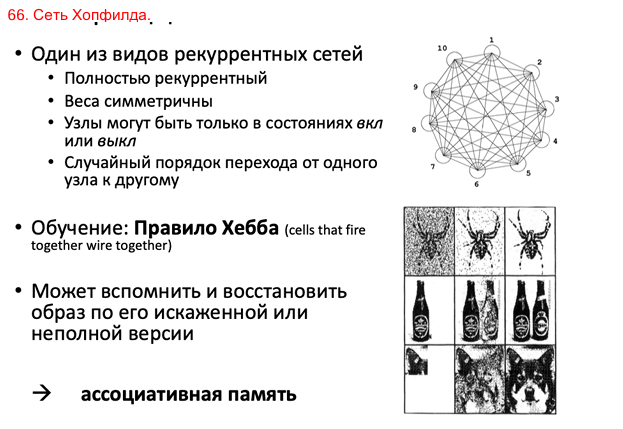 66. Сеть Хопфилда.
• Один из видов рекуррентных сетей
• Полностью рекуррентный
• Веса симметричны
• Узлы могут быть только в состояниях вкл
или выкл
• Случайный порядок перехода от одного
узла к другому
• Обучение: Правило Хебба (cells that fire
together wire together)
• Может вспомнить и восстановить
образ по его искаженной или
неполной версии
→ ассоциативная память
1
2
3
4
5
6
7
8
9
10